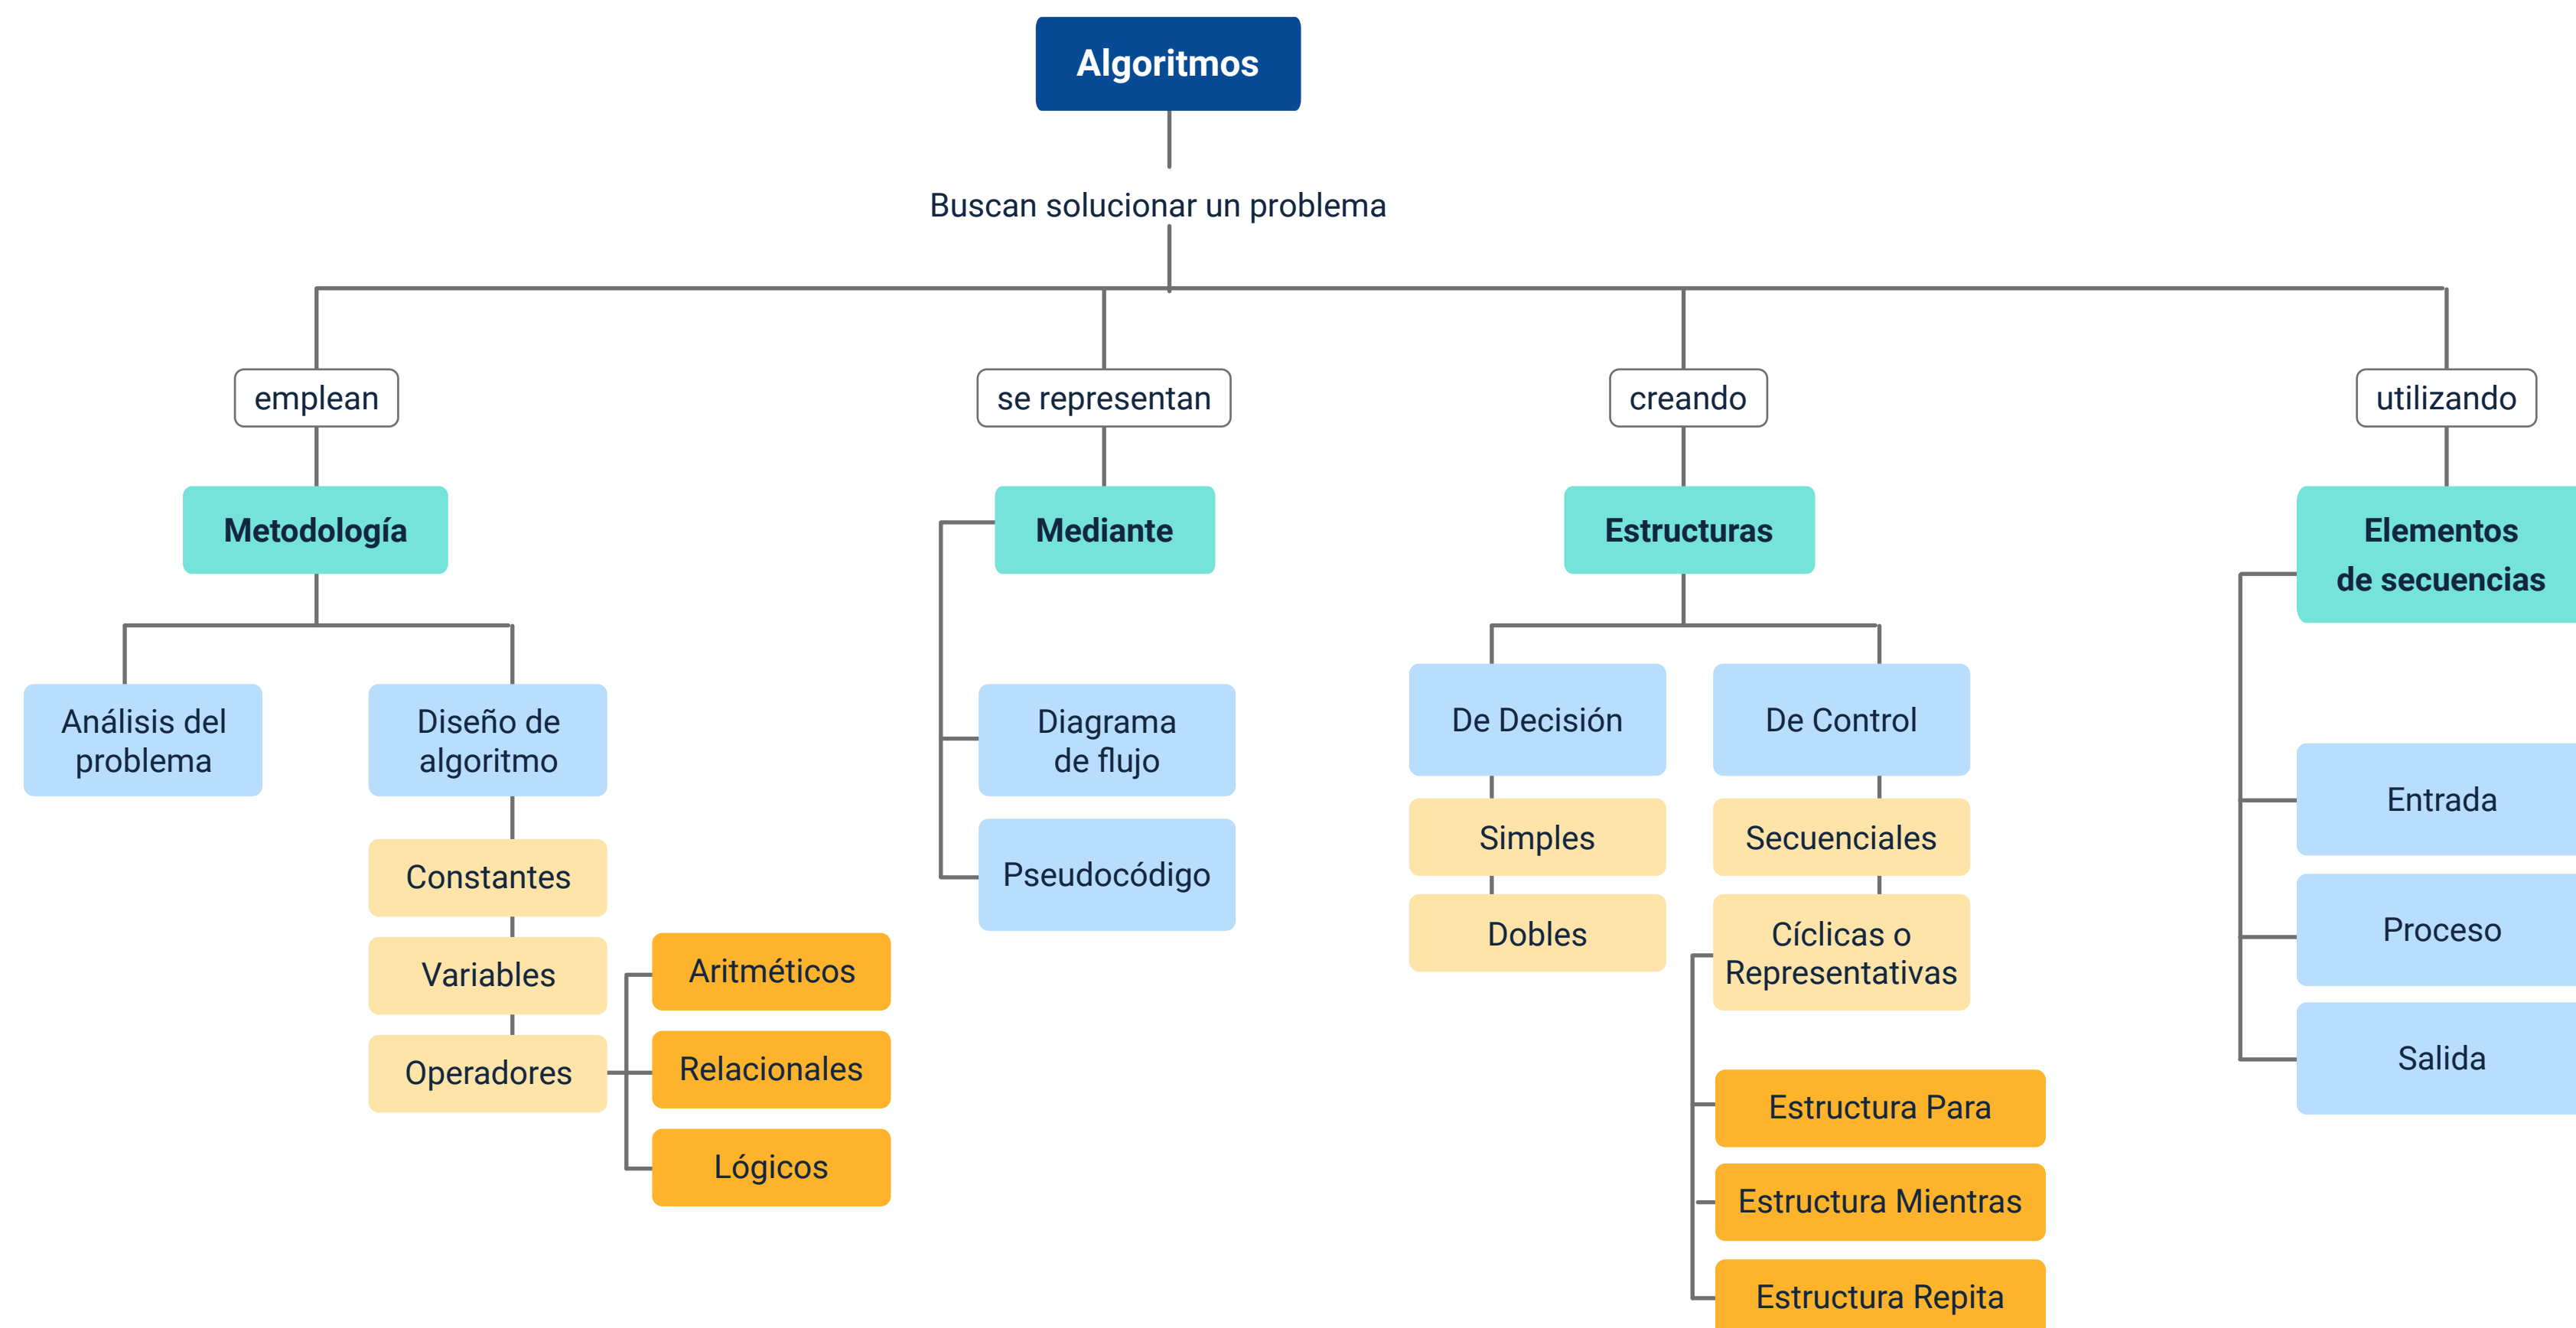 Algoritmos
Buscan solucionar un problema
emplean
se representan
creando
utilizando
Metodología
Mediante
Estructuras
Elementos
de secuencias
Análisis del
problema
Diseño de
algoritmo
Constantes
Variables
Operadores
Aritméticos
Relacionales
Lógicos
Diagrama
de flujo
Pseudocódigo
De Decisión
Simples
Dobles
De Control
Secuenciales
Cíclicas o
Representativas
Estructura Para
Estructura Mientras
Estructura Repita
Entrada
Proceso
Salida